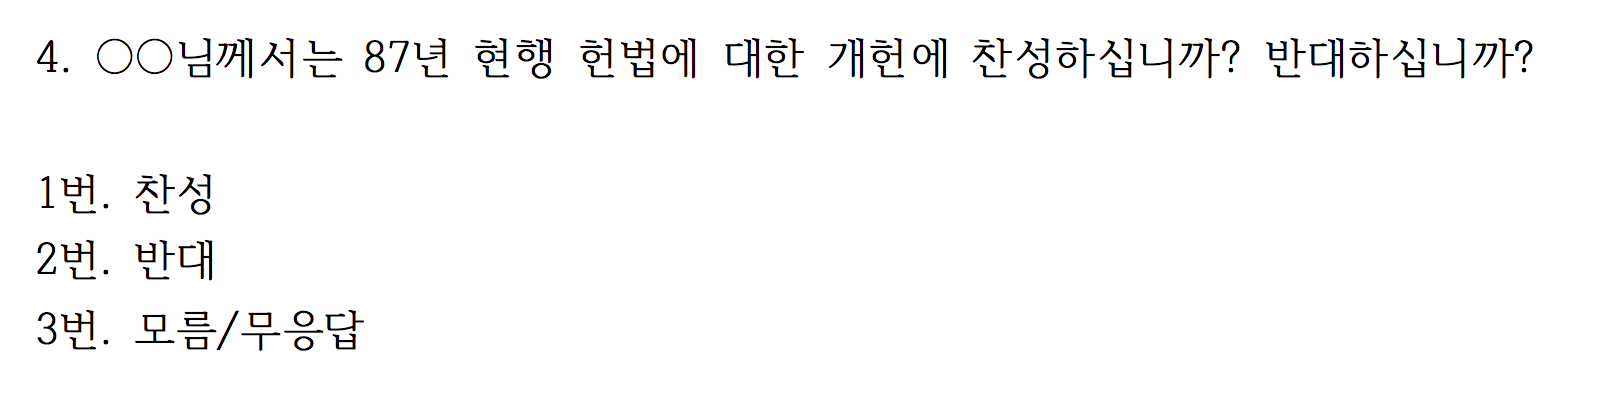 4. ○○님께서는 87년 현행 헌법에 대한 개헌에 찬성하십니까? 반대하십니까?
1번. 찬성
2번. 반대
3번. 모름/무응답